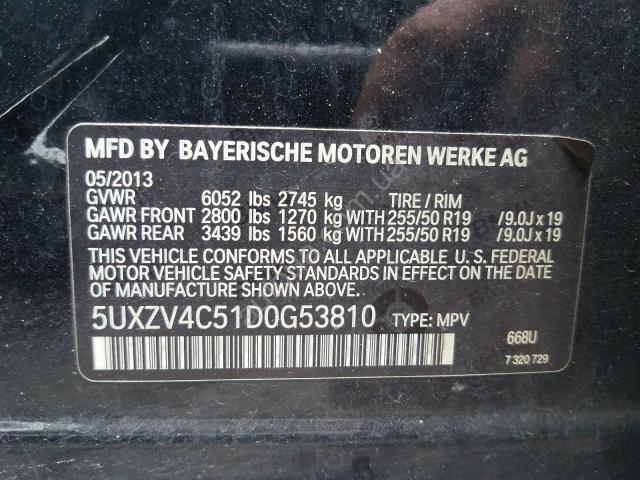 MFD BY BAYERISCHE MOTOREN WERKE AG
05/2013
GVWR 6052 lbs 2745 kg TIRE / RIM
GAWR FRONT 2800 lbs 1270 kg WITH 255/50 R19 / 9.0J x 19
GAWR REAR 3439 lbs 1560 kg WITH 255/50 R19 / 9.0J x 19
THIS VEHICLE CONFORMS TO ALL APPLICABLE U. S. FEDERAL
MOTOR VEHICLE SAFETY STANDARDS IN EFFECT ON THE DATE
OF MANUFACTURE SHOWN ABOVE.
5UXZV4C51D0G53810 TYPE: MPV
668U
7 320 729